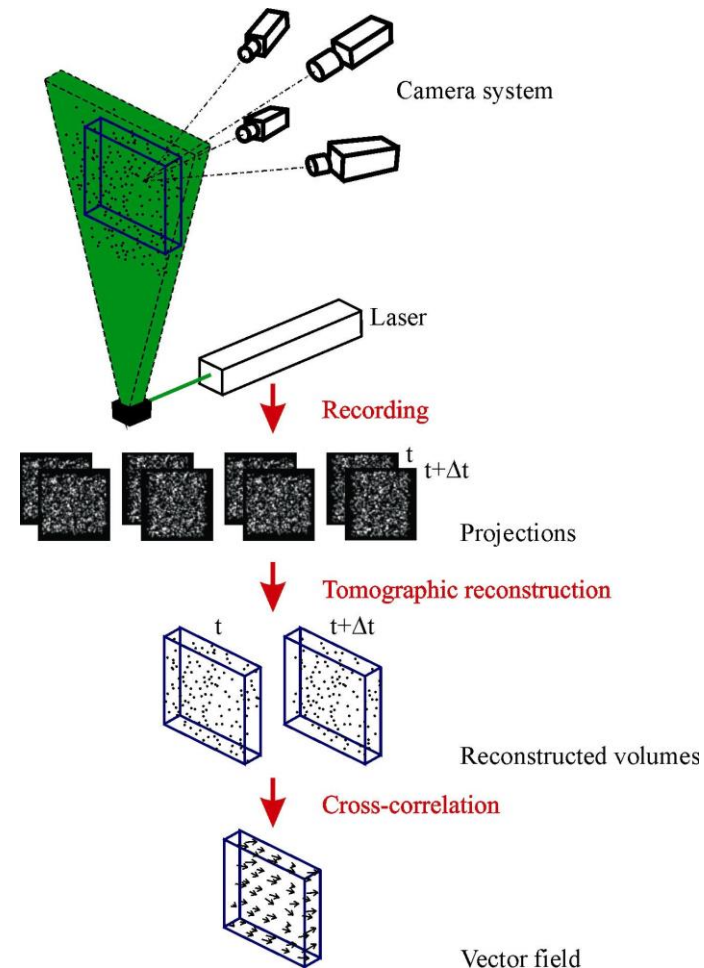 Camera system
Laser
Recording
t
t+Δt
Projections
Tomographic reconstruction
t
t+Δt
Reconstructed volumes
Cross-correlation
Vector field